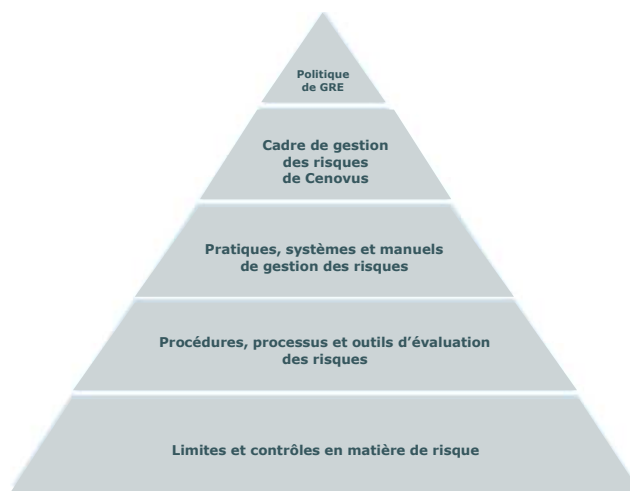 Politique
de GRE
Cadre de gestion
des risques
de Cenovus
Pratiques, systèmes et manuels
de gestion des risques
Procédures, processus et outils d’évaluation
des risques
Limites et contrôles en matière de risque